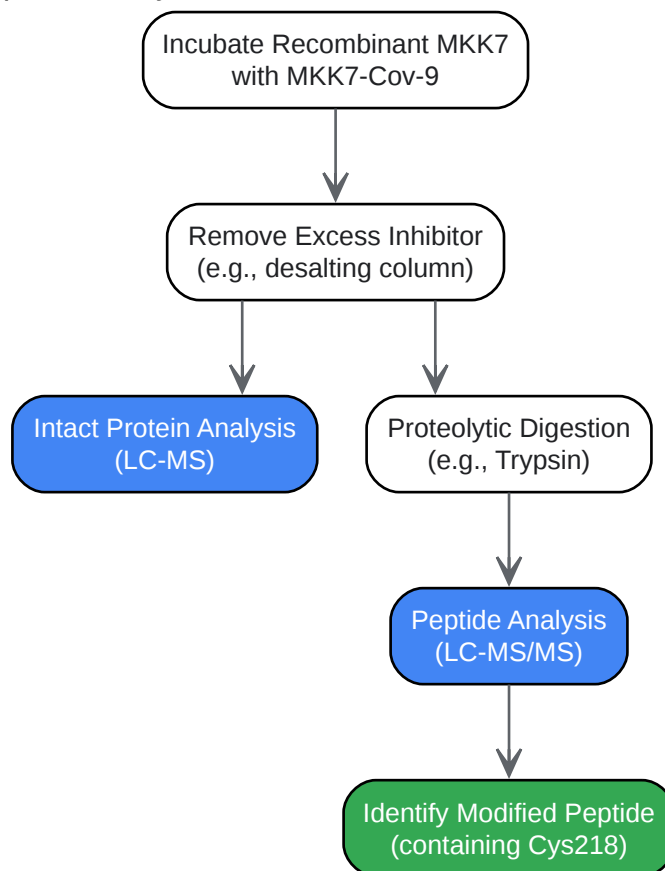 Incubate Recombinant MKK7
with MKK7-Cov-9
Remove Excess Inhibitor
(e.g., desalting column)
Intact Protein Analysis
(LC-MS)
Proteolytic Digestion
(e.g., Trypsin)
Peptide Analysis
(LC-MS/MS)
Identify Modified Peptide
(containing Cys218)